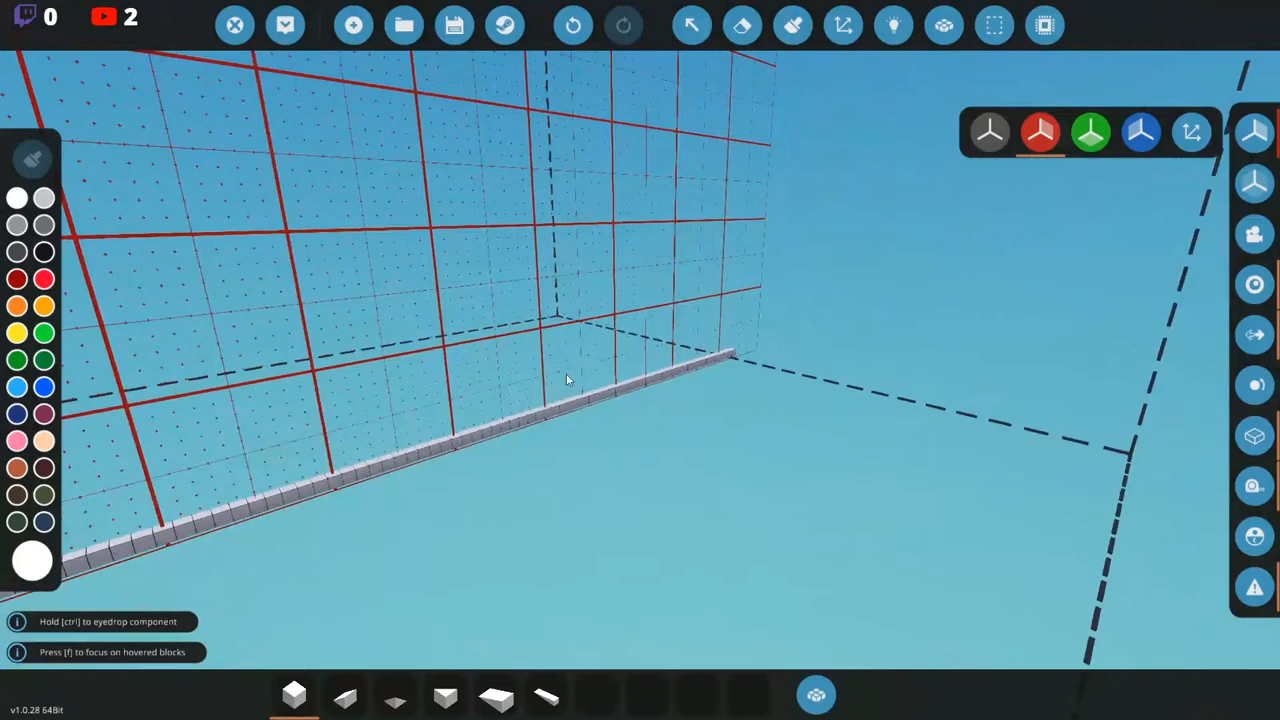 0
2
Hold [ctrl] to eyedrop component
Press [f] to focus on hovered blocks
v1.0.28 64Bit